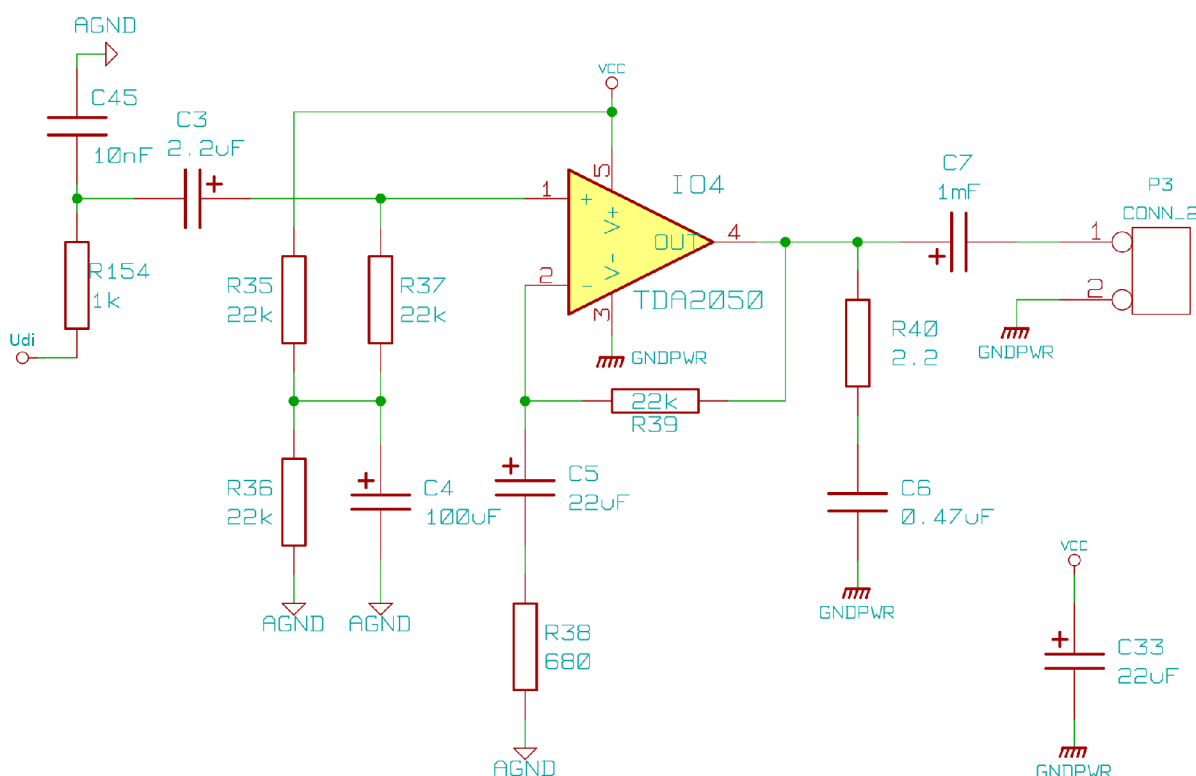 AGND
C45
10nF
C3
2.2uF
R154
1k
Udi
R35
22k
R37
22k
R36
22k
C4
100uF
AGND
AGND
VCC
1
2
5
3
4
+
-
V+
V-
OUT
IO4
TDA2050
GNDPWR
22k
R39
+
C5
22uF
R38
680
AGND
C7
1mF
R40
2.2
C6
0.47uF
GNDPWR
P3
CONN_2
1
2
GNDPWR
VCC
C33
22uF
GNDPWR